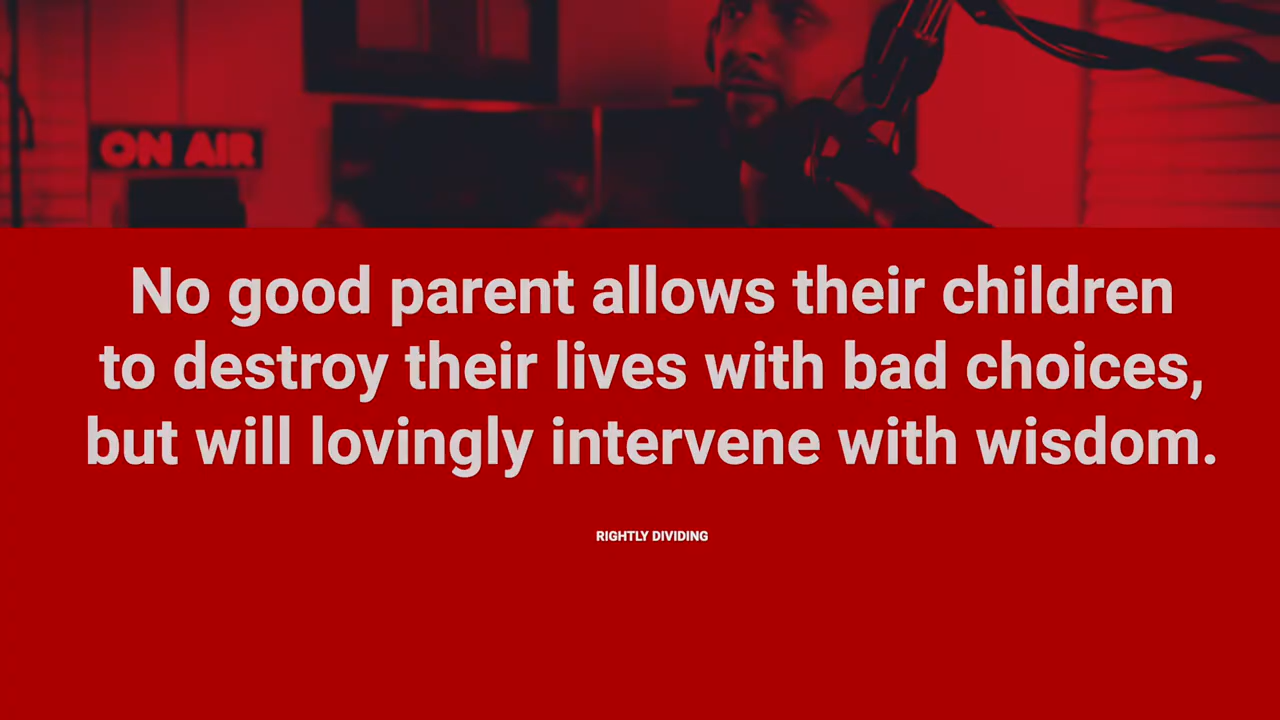 ON AIR
No good parent allows their children
to destroy their lives with bad choices,
but will lovingly intervene with wisdom.
RIGHTLY DIVIDING